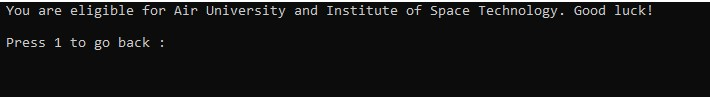 You are eligible for Air University and Institute of Space Technology. Good luck!
Press 1 to go back :